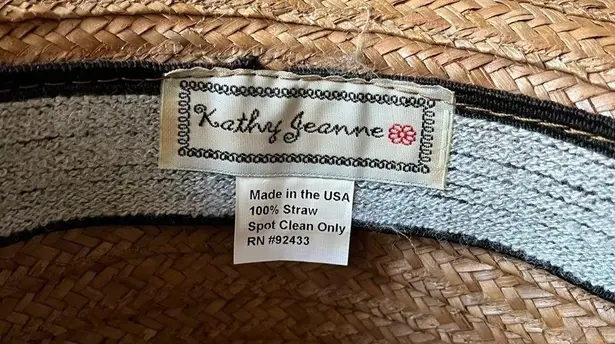 Kathy Jeanne
Made in the USA
100% Straw
Spot Clean Only
RN #92433